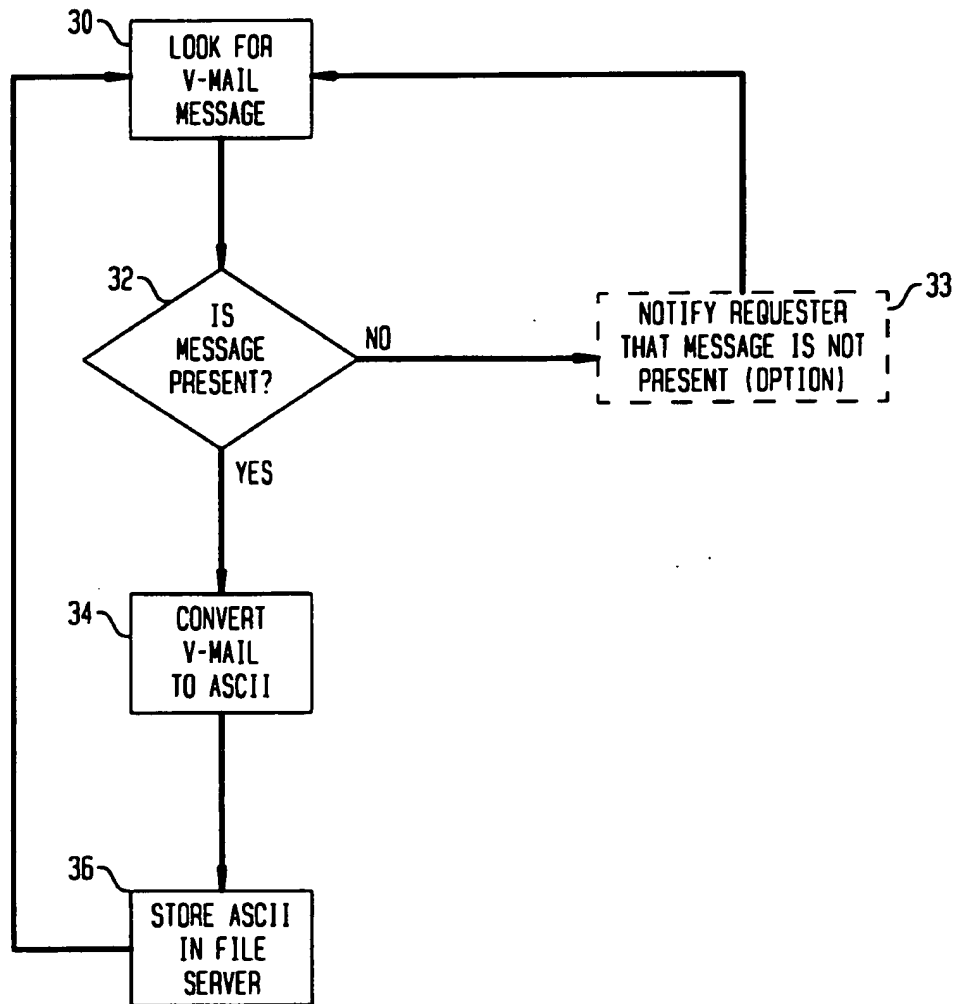 30
LOOK FOR
V-MAIL
MESSAGE
32
IS
MESSAGE
PRESENT?
NO
33
NOTIFY REQUESTER
THAT MESSAGE IS NOT
PRESENT (OPTION)
YES
34
CONVERT
V-MAIL
TO ASCII
36
STORE ASCII
IN FILE
SERVER